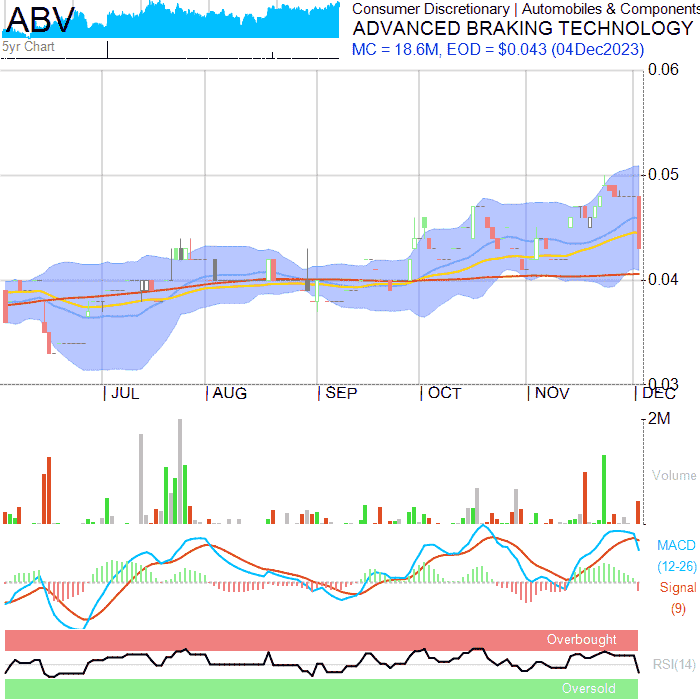 ABV
5yr Chart
Consumer Discretionary | Automobiles & Components
ADVANCED BRAKING TECHNOLOGY
MC = 18.6M, EOD = $0.043 (04Dec2023)
0.06
0.05
0.04
0.03
JUL AUG SEP OCT NOV DEC
2M
Volume
MACD
(12-26)
Signal
(9)
Overbought
RSI(14)
Oversold